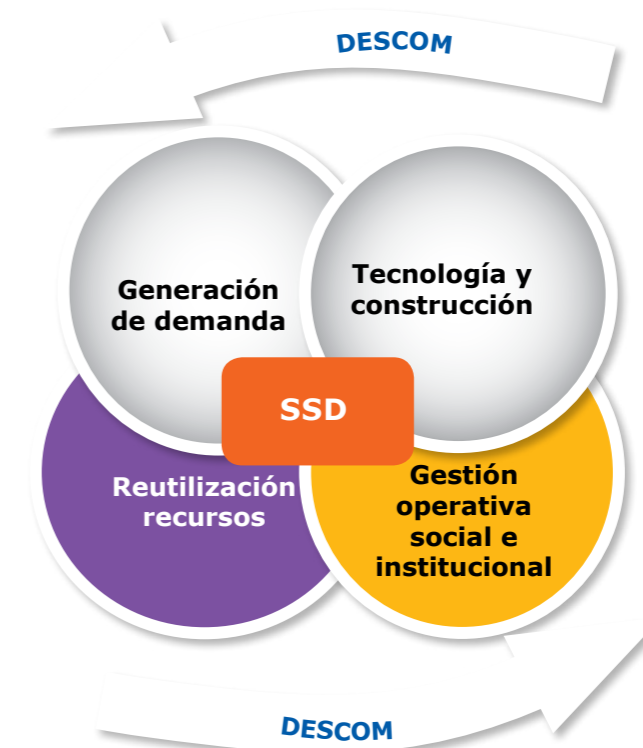 DESCOM
Generación
de demanda
Tecnología y
construcción
SSD
Reutilización
recursos
Gestión
operativa
social e
institucional
DESCOM